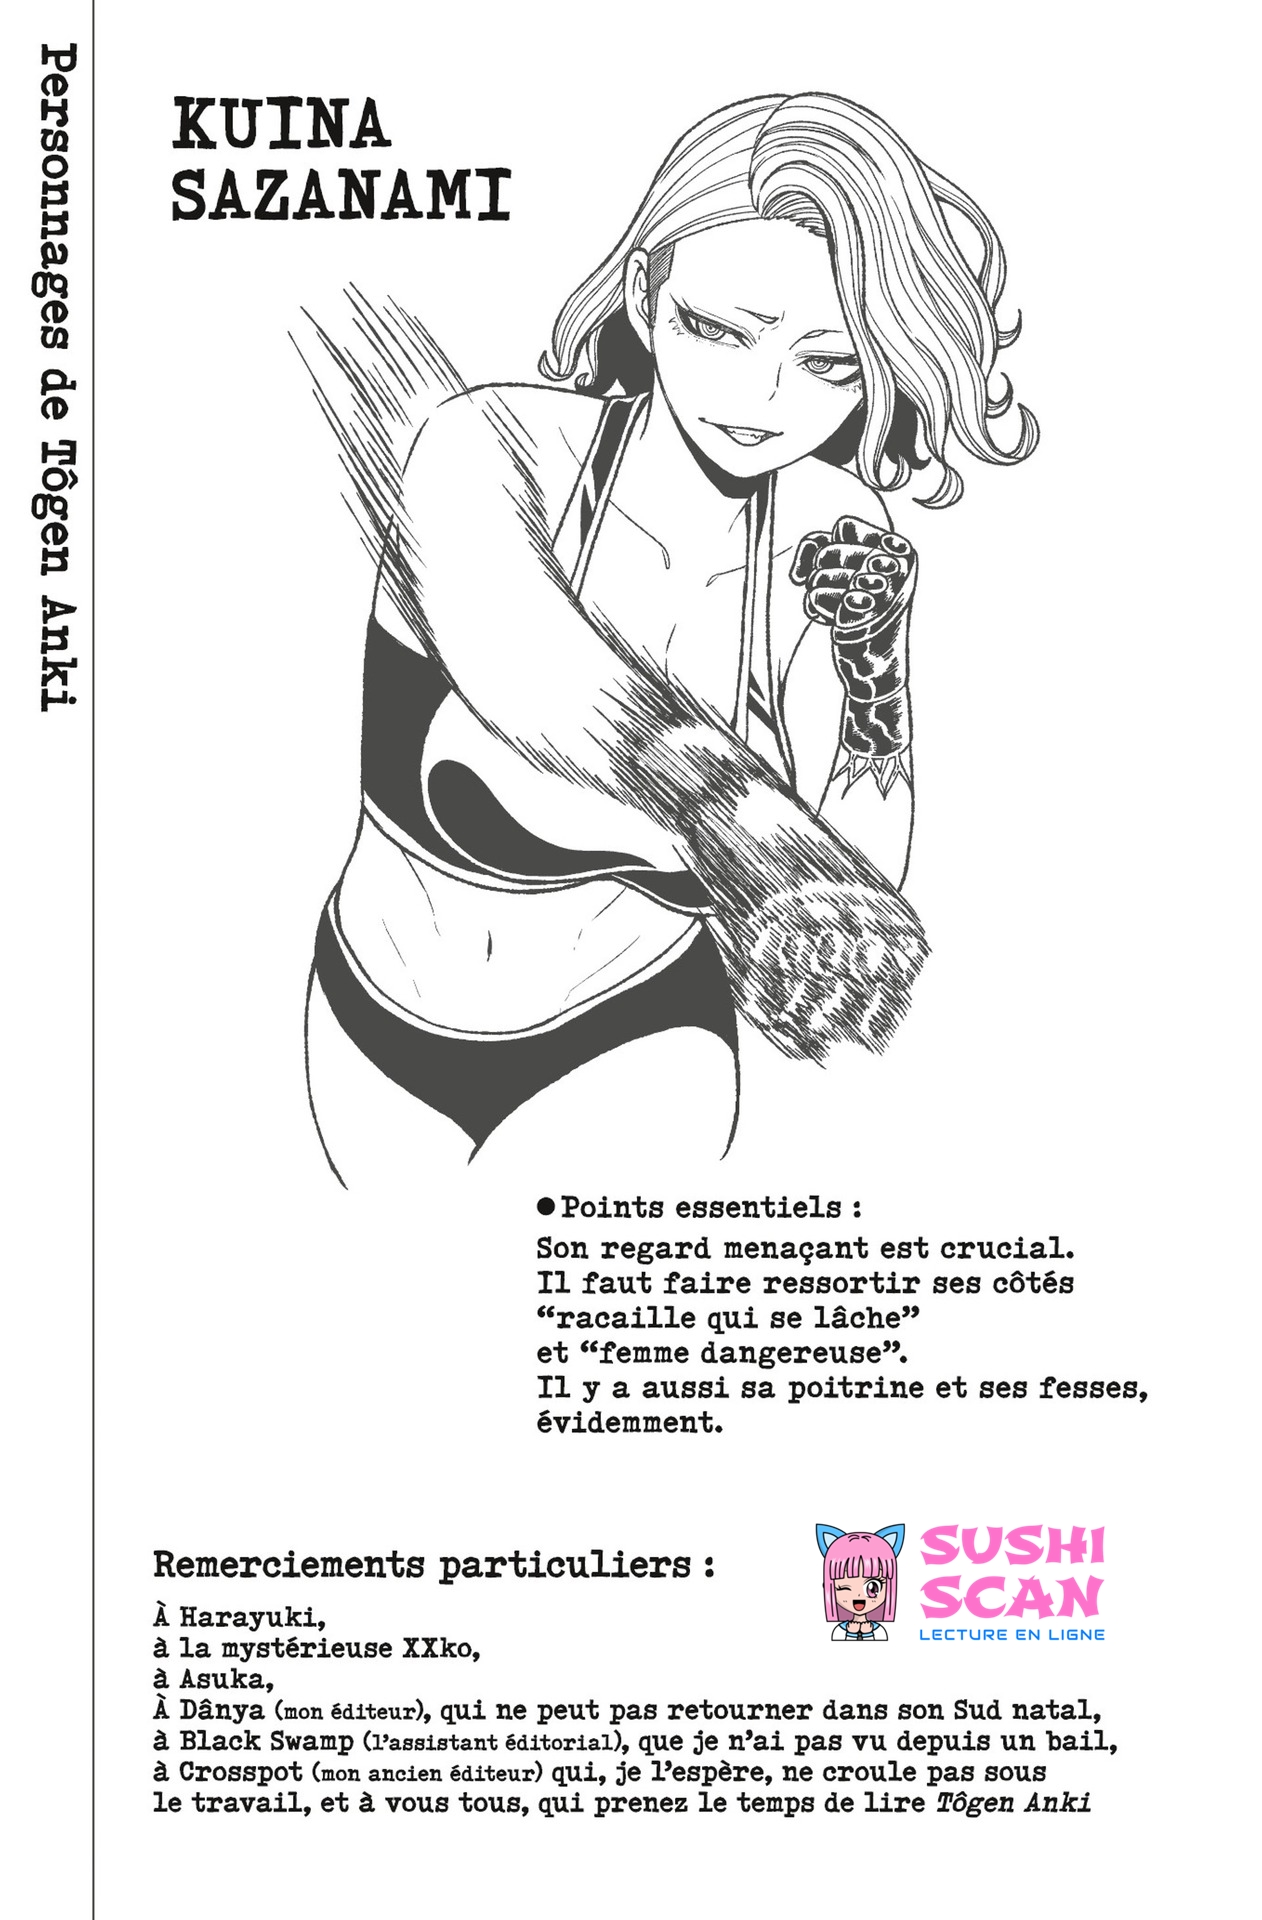 Personnages de Tôgen Anki
KUINA
SAZANAMI
●Points essentiels :
Son regard menaçant est crucial.
Il faut faire ressortir ses côtés
“racaille qui se lâche”
et “femme dangereuse”.
Il y a aussi sa poitrine et ses fesses,
évidemment.
SUSHI
SCAN
LECTURE EN LIGNE
Remerciements particuliers :
À Harayuki,
à la mystérieuse XXko,
à Asuka,
À Dânya (mon éditeur), qui ne peut pas retourner dans son Sud natal,
à Black Swamp (l’assistant éditorial), que je n’ai pas vu depuis un bail,
à Crosspot (mon ancien éditeur) qui, je l’espère, ne croule pas sous
le travail, et à vous tous, qui prenez le temps de lire Tôgen Anki